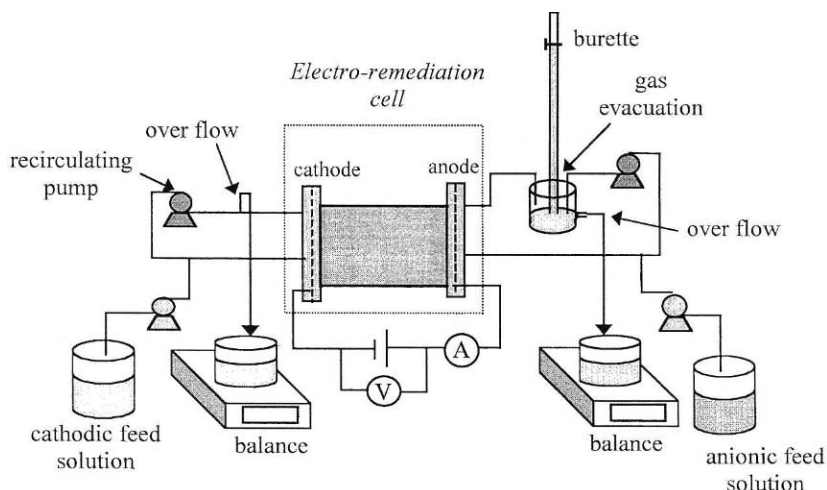 burette
Electro-remediation
cell
gas
evacuation
over flow
recirculating
pump
cathode
anode
over flow
A
V
cathodic feed
solution
balance
balance
anionic feed
solution